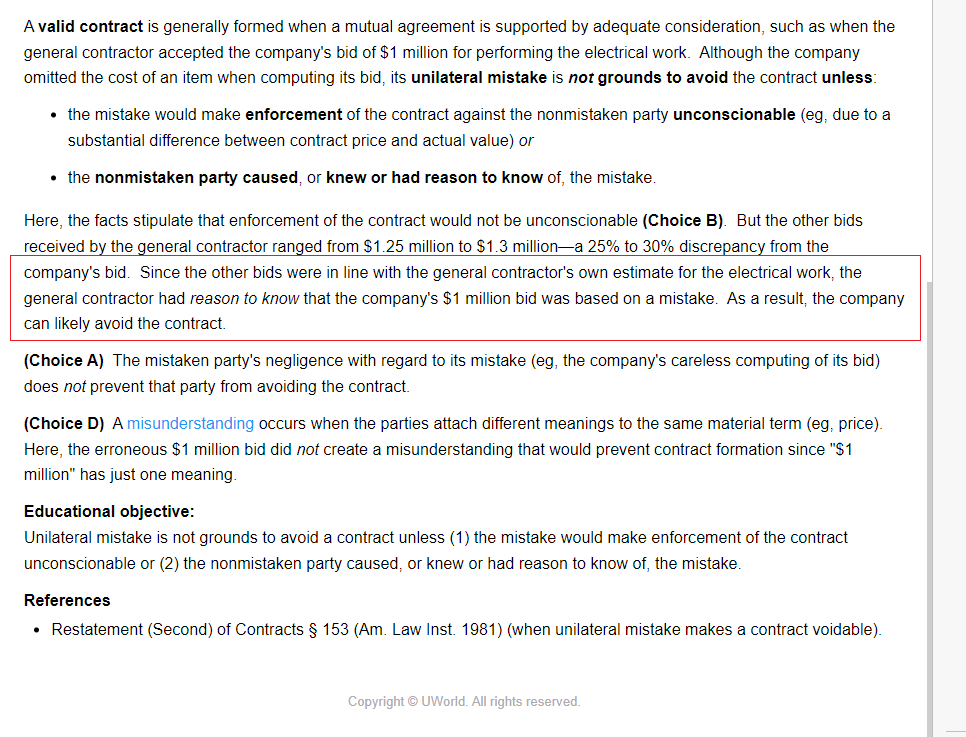 A valid contract is generally formed when a mutual agreement is supported by adequate consideration, such as when the
general contractor accepted the company's bid of $1 million for performing the electrical work.  Although the company
omitted the cost of an item when computing its bid, its unilateral mistake is not grounds to avoid the contract unless:
• the mistake would make enforcement of the contract against the nonmistaken party unconscionable (eg, due to a
substantial difference between contract price and actual value) or
• the nonmistaken party caused, or knew or had reason to know of, the mistake.
Here, the facts stipulate that enforcement of the contract would not be unconscionable (Choice B).  But the other bids
received by the general contractor ranged from $1.25 million to $1.3 million—a 25% to 30% discrepancy from the
company's bid.  Since the other bids were in line with the general contractor's own estimate for the electrical work, the
general contractor had reason to know that the company's $1 million bid was based on a mistake.  As a result, the company
can likely avoid the contract.
(Choice A)  The mistaken party's negligence with regard to its mistake (eg, the company's careless computing of its bid)
does not prevent that party from avoiding the contract.
(Choice D)  A misunderstanding occurs when the parties attach different meanings to the same material term (eg, price).
Here, the erroneous $1 million bid did not create a misunderstanding that would prevent contract formation since "$1
million" has just one meaning.
Educational objective:
Unilateral mistake is not grounds to avoid a contract unless (1) the mistake would make enforcement of the contract
unconscionable or (2) the nonmistaken party caused, or knew or had reason to know of, the mistake.
References
• Restatement (Second) of Contracts § 153 (Am. Law Inst. 1981) (when unilateral mistake makes a contract voidable).
Copyright © UWorld. All rights reserved.